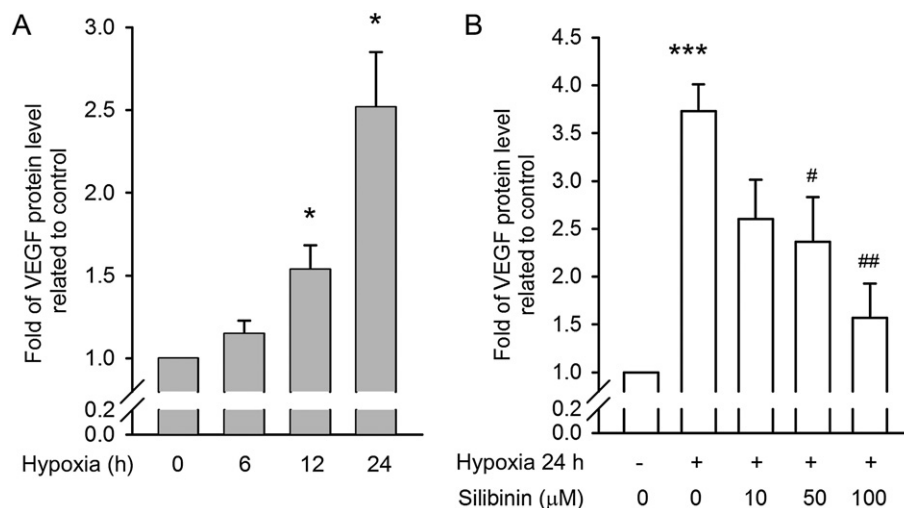 A
Fold of VEGF protein level
related to control
3.0
2.5
2.0
1.5
1.0
0.2
0.0
*
*
Hypoxia (h) 0 6 12 24
B
Fold of VEGF protein level
related to control
4.5
4.0
3.5
3.0
2.5
2.0
1.5
1.0
0.2
0.0
***
#
##
Hypoxia 24 h - + + + +
Silibinin (μM) 0 0 10 50 100